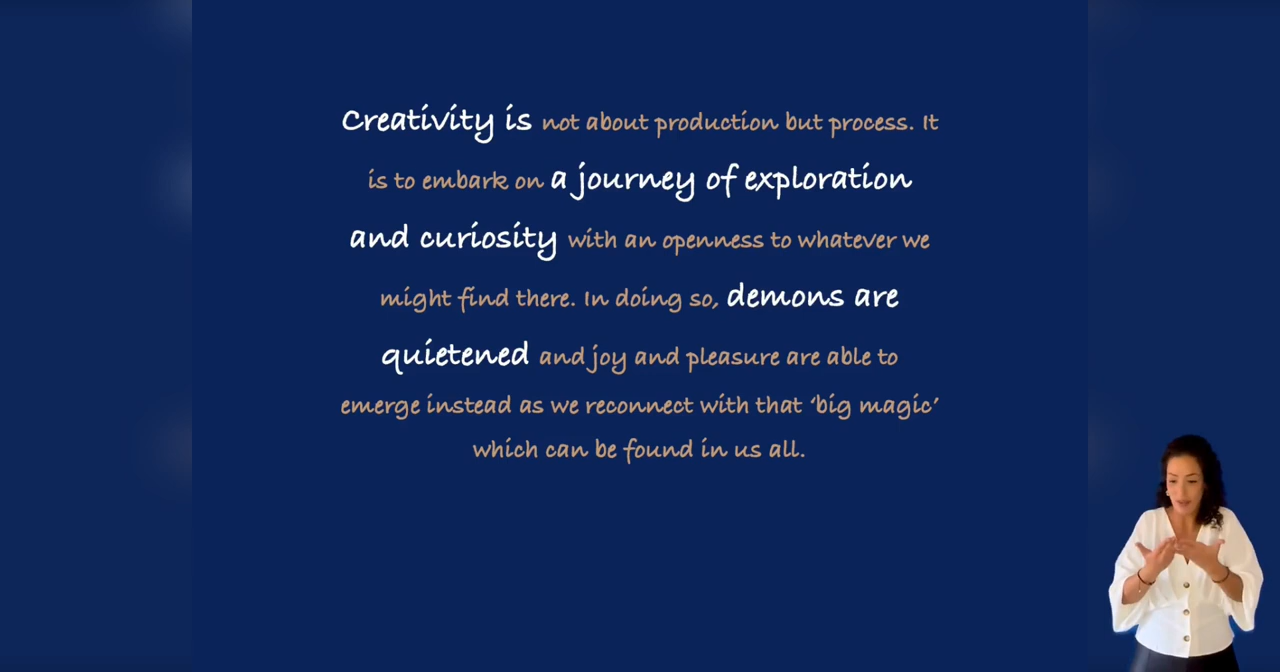 Creativity is not about production but process. It
is to embark on a journey of exploration
and curiosity with an openness to whatever we
might find there. In doing so, demons are
quietened and joy and pleasure are able to
emerge instead as we reconnect with that ‘big magic’
which can be found in us all.